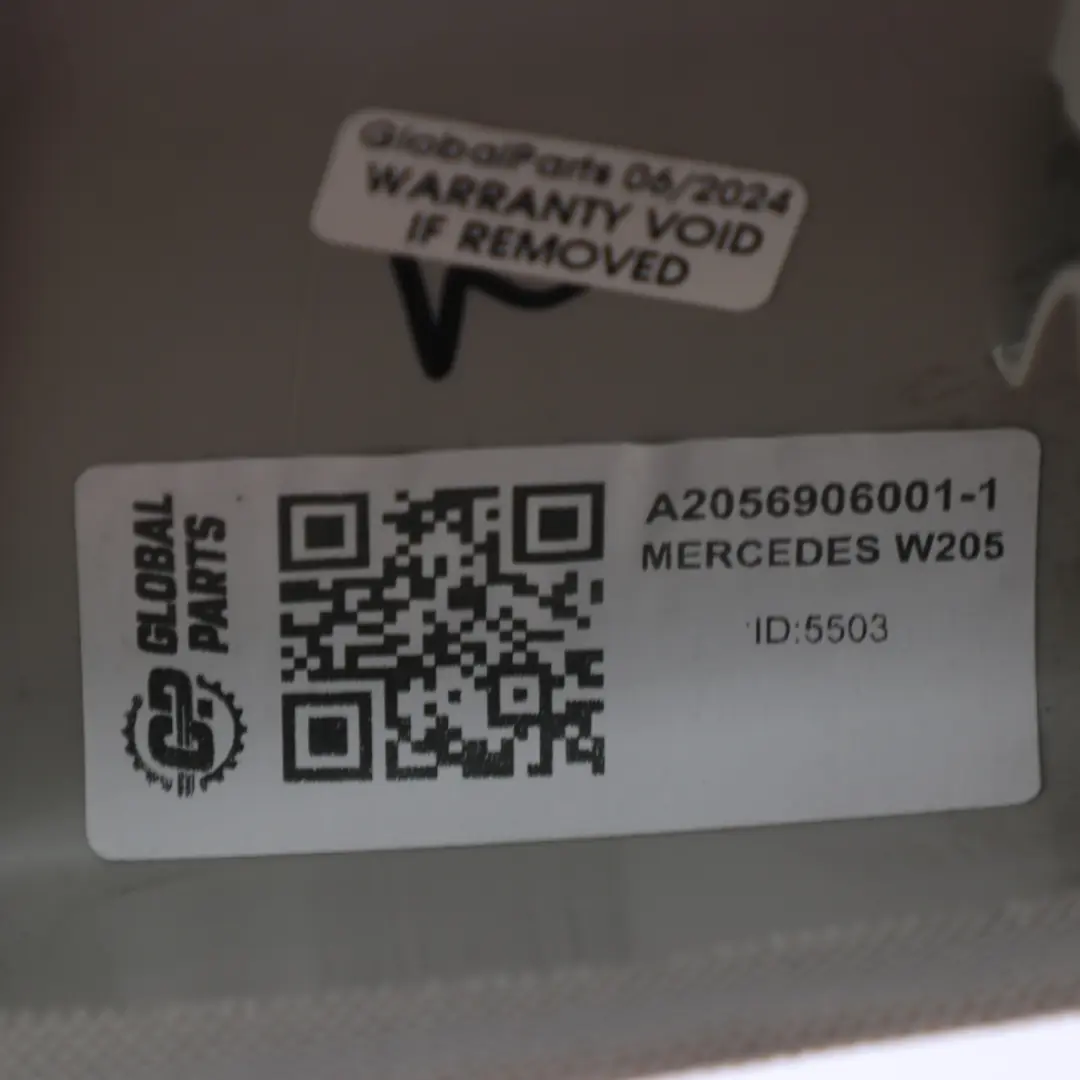 GlobalParts 06/2024
WARRANTY VOID
IF REMOVED
GLOBAL
PARTS
A2056906001-1
MERCEDES W205
ID:5503